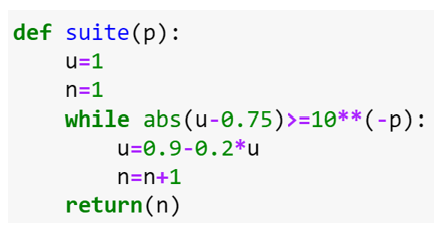 def suite(p):
    u=1
    n=1
    while abs(u-0.75)>=10**(-p):
        u=0.9-0.2*u
        n=n+1
    return(n)